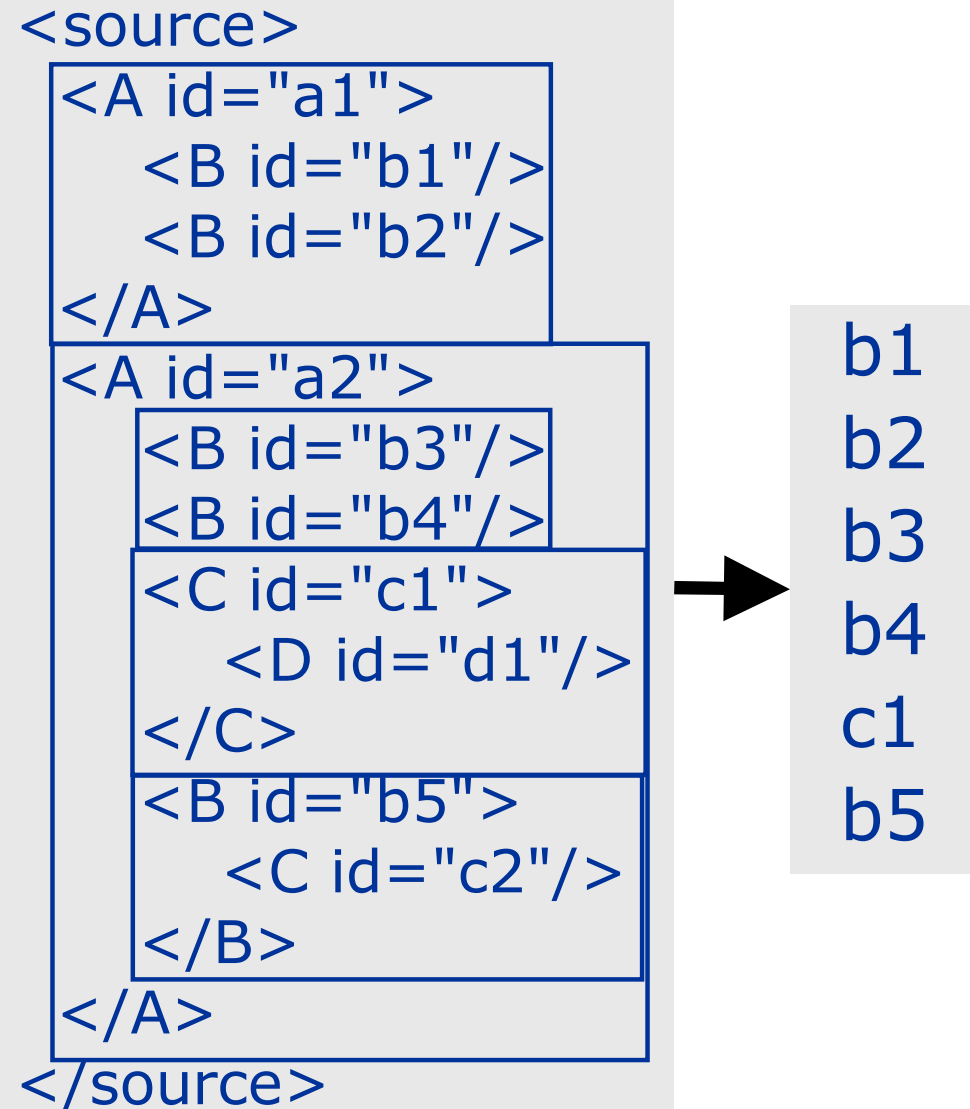 <source>
<A id="a1">
<B id="b1"/>
<B id="b2"/>
</A>
<A id="a2">
<B id="b3"/>
<B id="b4"/>
<C id="c1">
<D id="d1"/>
</C>
<B id="b5">
<C id="c2"/>
</B>
</A>
</source>
b1
b2
b3
b4
c1
b5